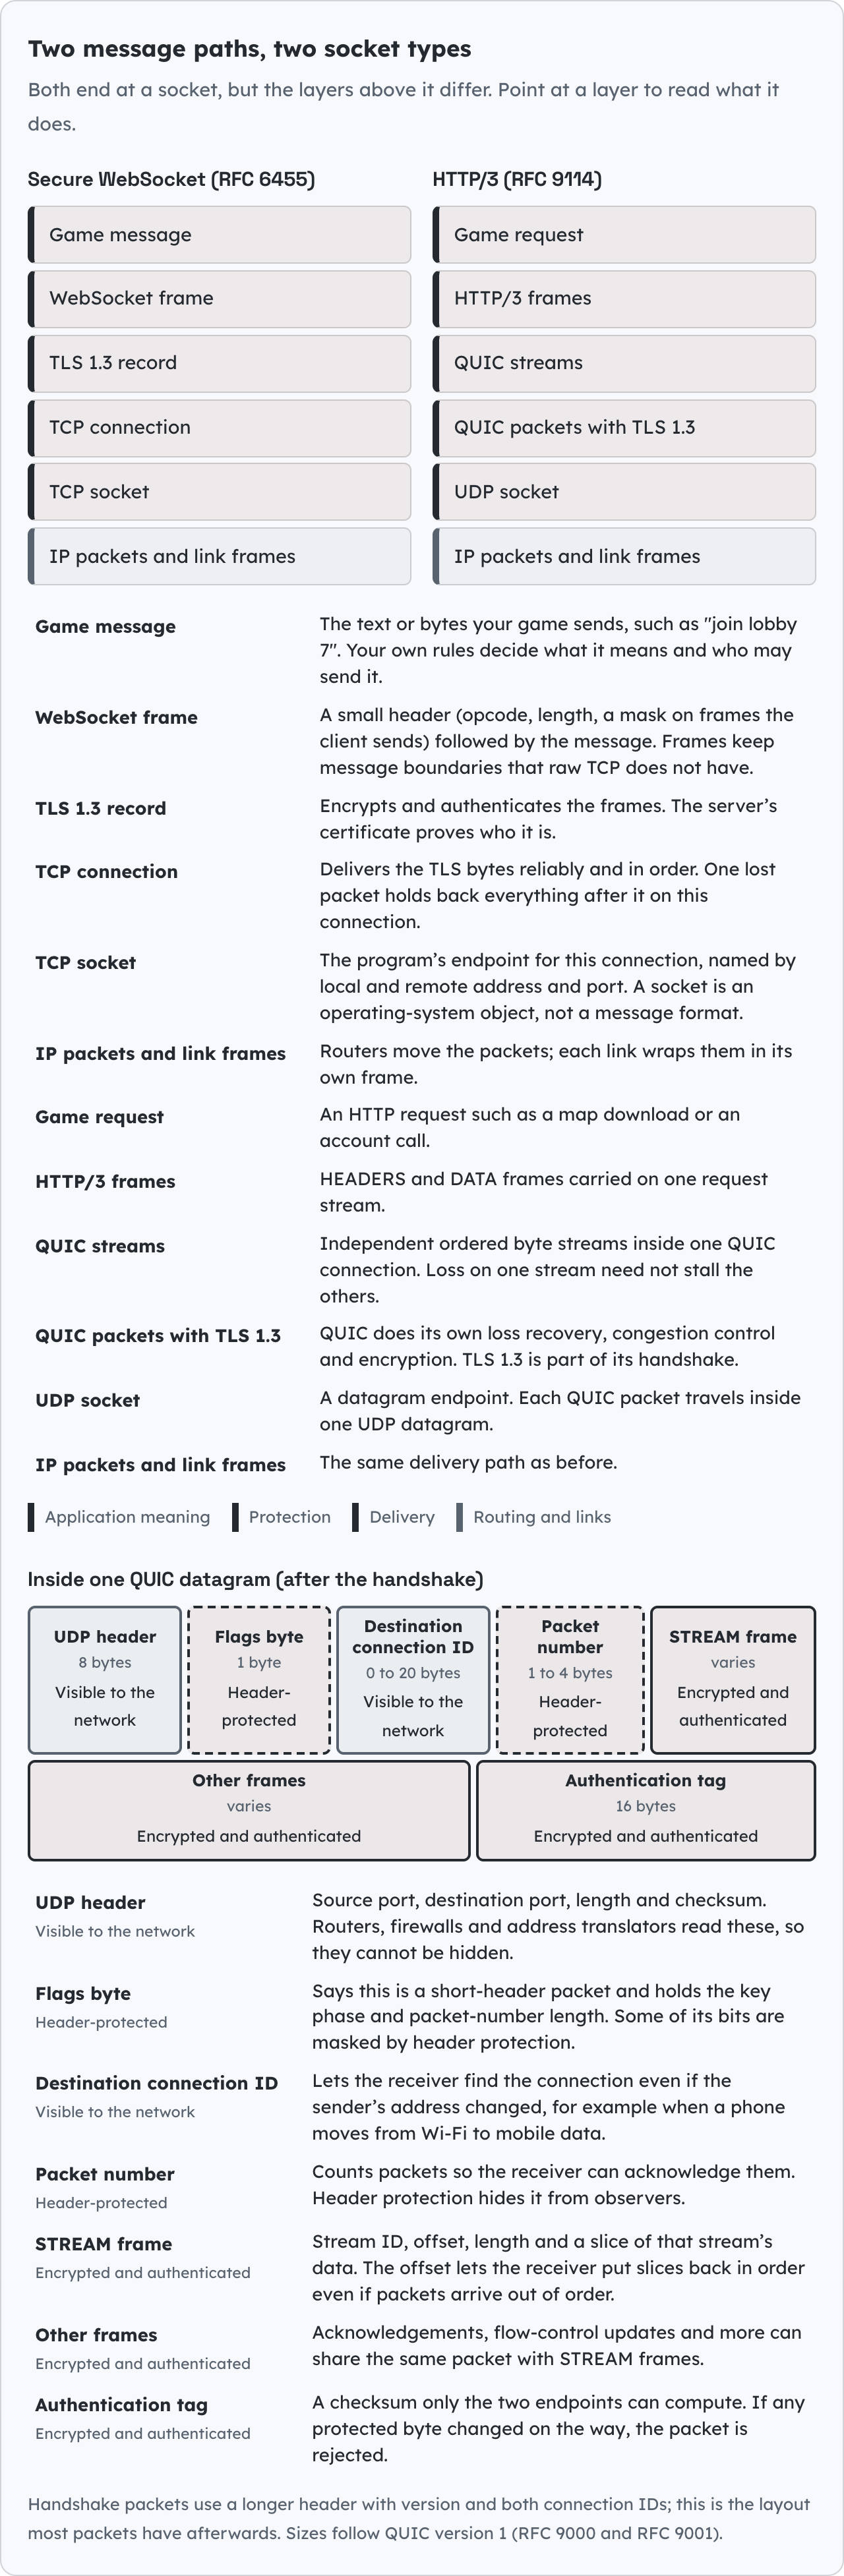 Two message paths, two socket types
Both end at a socket, but the layers above it differ. Point at a layer to read what it
does.
Secure WebSocket (RFC 6455)
Game message
WebSocket frame
TLS 1.3 record
TCP connection
TCP socket
IP packets and link frames
HTTP/3 (RFC 9114)
Game request
HTTP/3 frames
QUIC streams
QUIC packets with TLS 1.3
UDP socket
IP packets and link frames
Game message
The text or bytes your game sends, such as "join lobby
7". Your own rules decide what it means and who may
send it.
WebSocket frame
A small header (opcode, length, a mask on frames the
client sends) followed by the message. Frames keep
message boundaries that raw TCP does not have.
TLS 1.3 record
Encrypts and authenticates the frames. The server’s
certificate proves who it is.
TCP connection
Delivers the TLS bytes reliably and in order. One lost
packet holds back everything after it on this
connection.
TCP socket
The program’s endpoint for this connection, named by
local and remote address and port. A socket is an
operating-system object, not a message format.
IP packets and link frames
Routers move the packets; each link wraps them in its
own frame.
Game request
An HTTP request such as a map download or an
account call.
HTTP/3 frames
HEADERS and DATA frames carried on one request
stream.
QUIC streams
Independent ordered byte streams inside one QUIC
connection. Loss on one stream need not stall the
others.
QUIC packets with TLS 1.3
QUIC does its own loss recovery, congestion control
and encryption. TLS 1.3 is part of its handshake.
UDP socket
A datagram endpoint. Each QUIC packet travels inside
one UDP datagram.
IP packets and link frames
The same delivery path as before.
Application meaning
Protection
Delivery
Routing and links
Inside one QUIC datagram (after the handshake)
UDP header
8 bytes
Visible to the
network
Flags byte
1 byte
Header-
protected
Destination
connection ID
0 to 20 bytes
Visible to the
network
Packet
number
1 to 4 bytes
Header-
protected
STREAM frame
varies
Encrypted and
authenticated
Other frames
varies
Encrypted and authenticated
Authentication tag
16 bytes
Encrypted and authenticated
UDP header
Visible to the network
Source port, destination port, length and checksum.
Routers, firewalls and address translators read these, so
they cannot be hidden.
Flags byte
Header-protected
Says this is a short-header packet and holds the key
phase and packet-number length. Some of its bits are
masked by header protection.
Destination connection ID
Visible to the network
Lets the receiver find the connection even if the
sender’s address changed, for example when a phone
moves from Wi-Fi to mobile data.
Packet number
Header-protected
Counts packets so the receiver can acknowledge them.
Header protection hides it from observers.
STREAM frame
Encrypted and authenticated
Stream ID, offset, length and a slice of that stream’s
data. The offset lets the receiver put slices back in order
even if packets arrive out of order.
Other frames
Encrypted and authenticated
Acknowledgements, flow-control updates and more can
share the same packet with STREAM frames.
Authentication tag
Encrypted and authenticated
A checksum only the two endpoints can compute. If any
protected byte changed on the way, the packet is
rejected.
Handshake packets use a longer header with version and both connection IDs; this is the layout
most packets have afterwards. Sizes follow QUIC version 1 (RFC 9000 and RFC 9001).